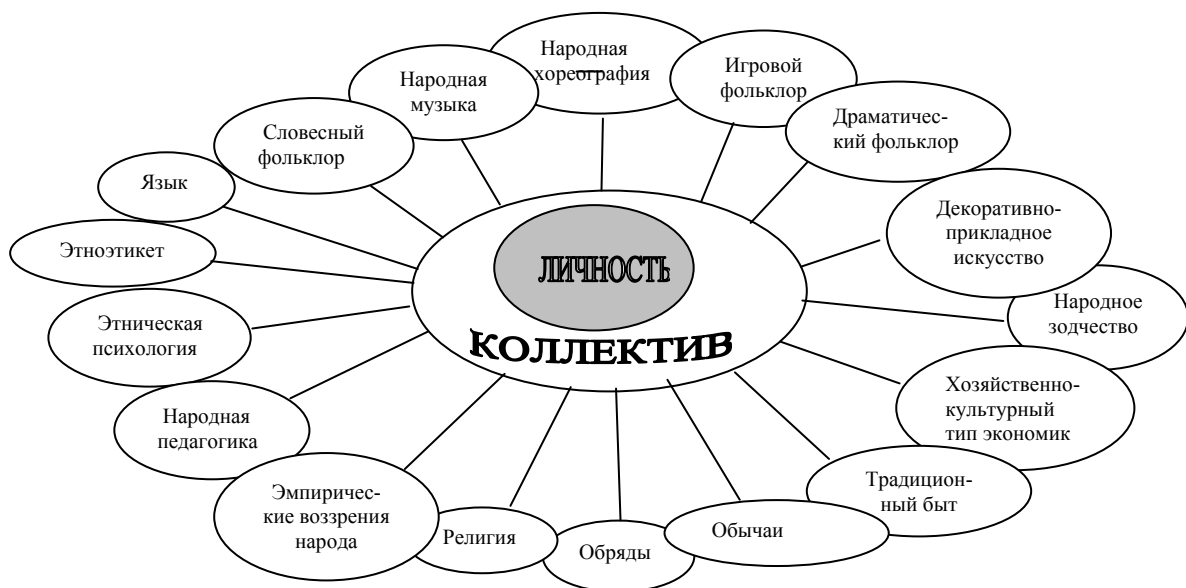 Народная
хореография
Игровой
фольклор
Драматичес-
кий фольклор
Декоративно-
прикладное
искусство
Народное
зодчество
Хозяйственно-
культурный
тип экономик
Традицион-
ный быт
Обычаи
Обряды
Религия
Эмпиричес-
кие воззрения
народа
Народная
педагогика
Этническая
психология
Этноэтикет
Язык
Словесный
фольклор
Народная
музыка
ЛИЧНОСТЬ
КОЛЛЕКТИВ